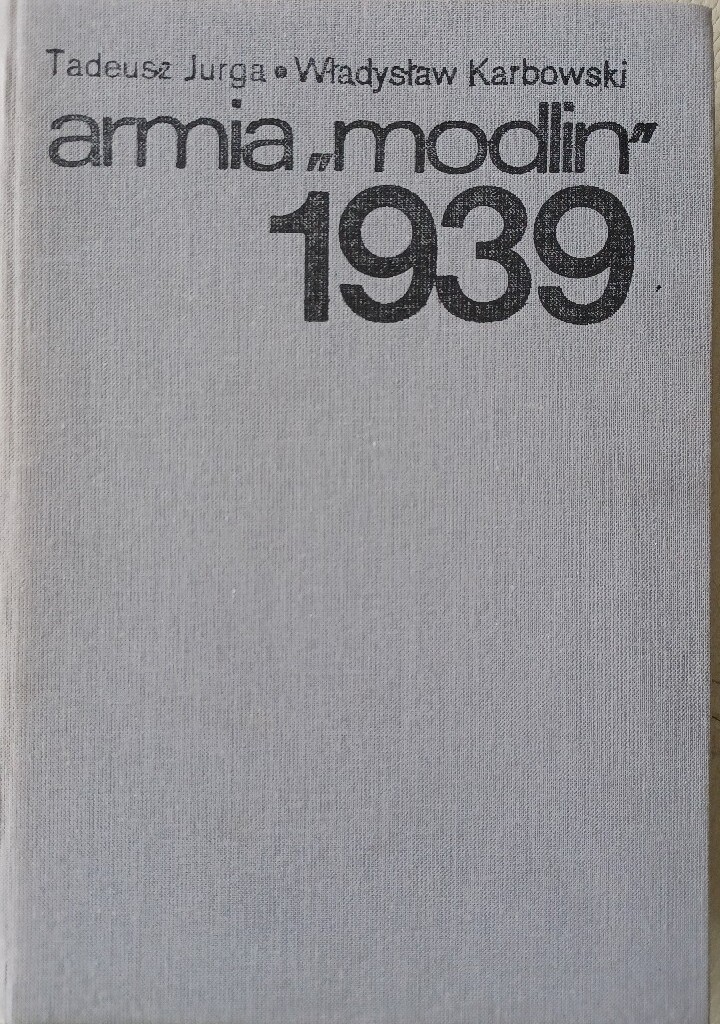 Tadeusz Jurga • Władysław Karbowski
armia „modlin”
1939